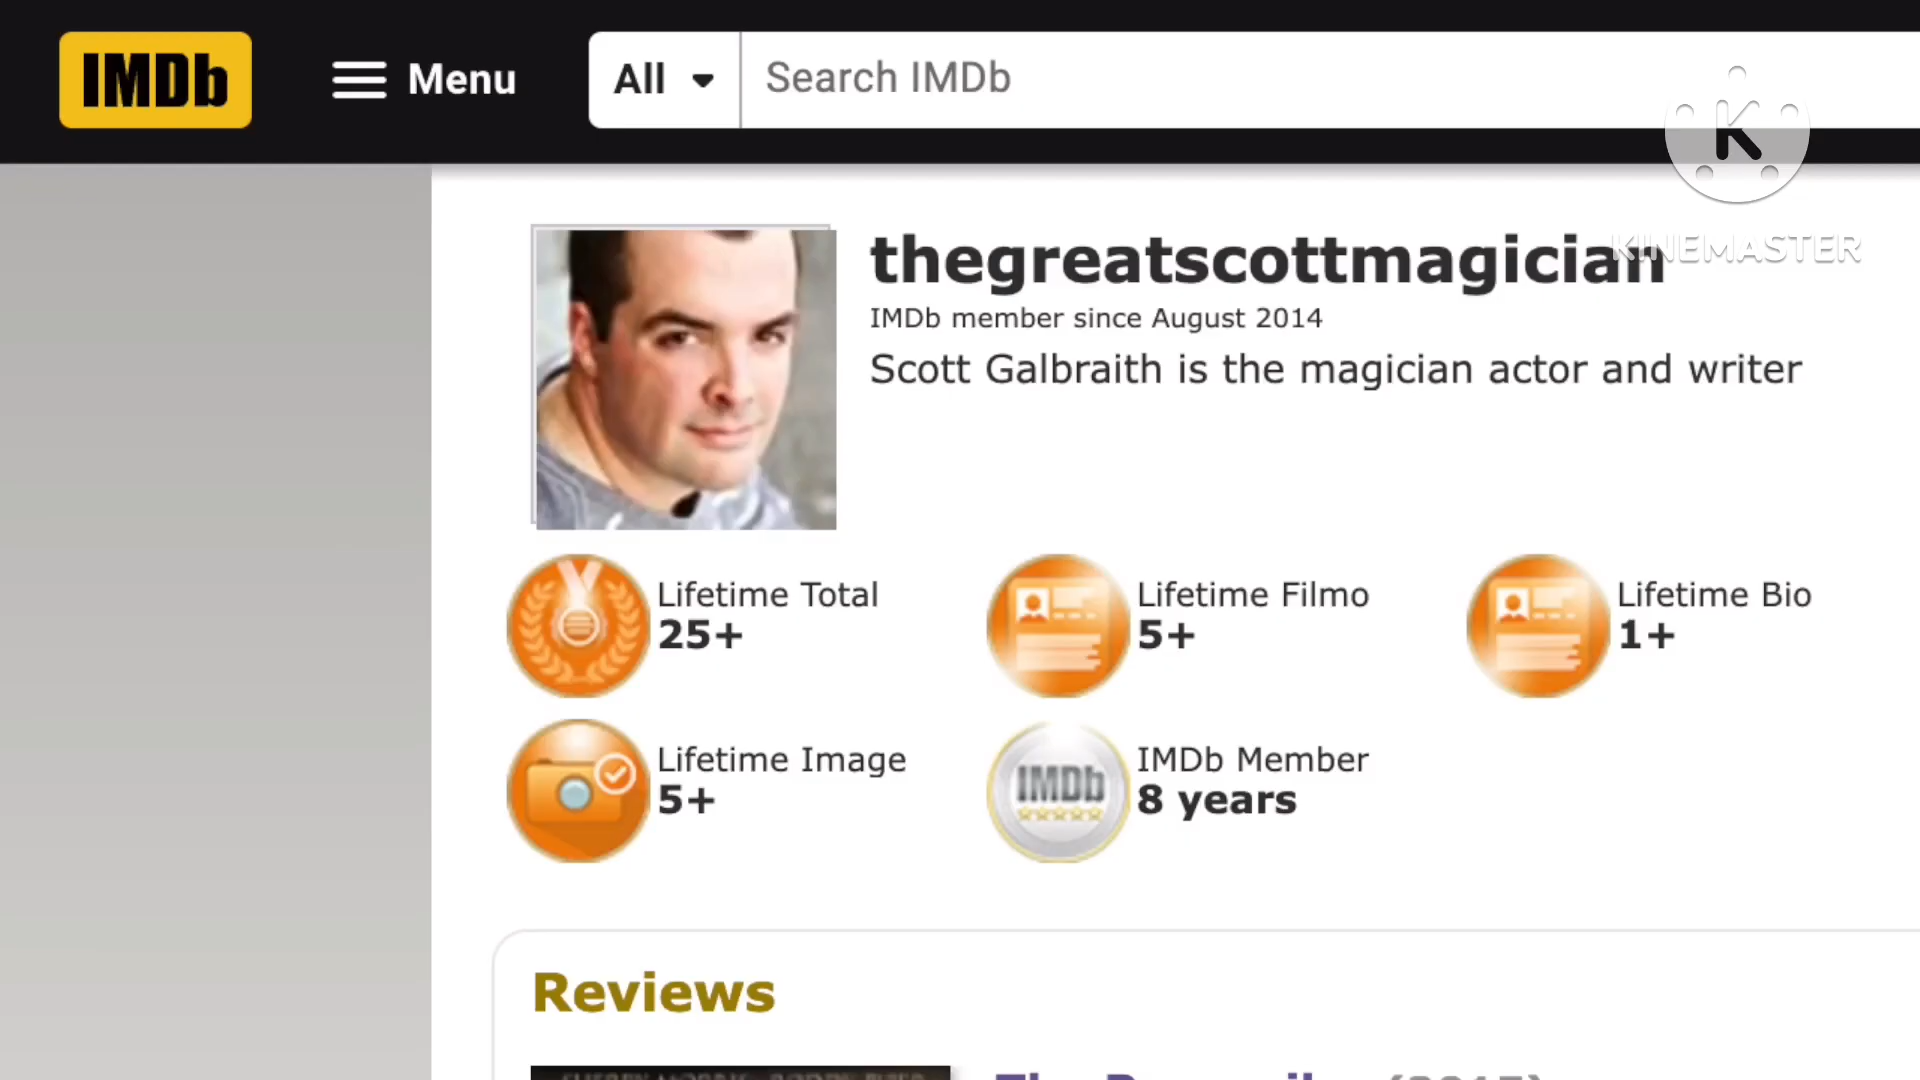 IMDb Menu All Search IMDb
K
KINEMASTER
thegreatscottmagician
IMDb member since August 2014
Scott Galbraith is the magician actor and writer
Lifetime Total
25+
Lifetime Filmo
5+
Lifetime Bio
1+
Lifetime Image
5+
IMDb
IMDb Member
8 years
Reviews